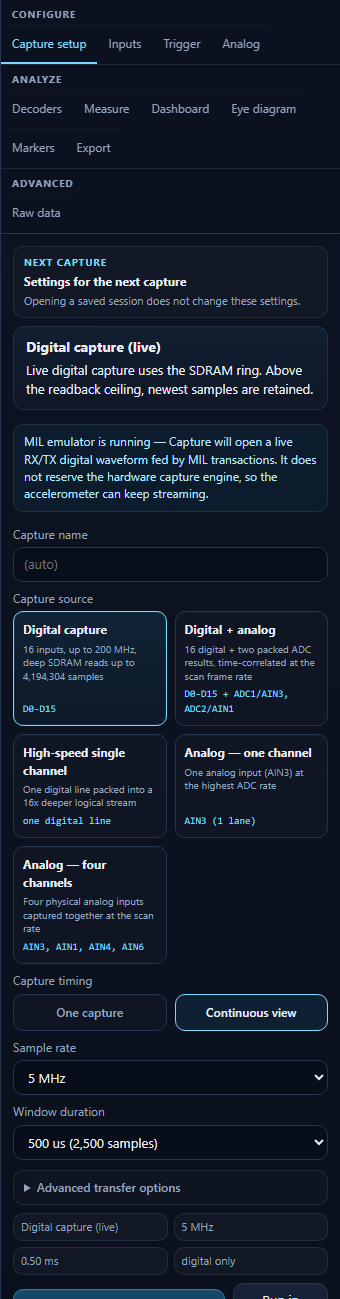 CONFIGURE
Capture setup Inputs Trigger Analog
ANALYZE
Decoders Measure Dashboard Eye diagram
Markers Export
ADVANCED
Raw data
NEXT CAPTURE
Settings for the next capture
Opening a saved session does not change these settings.
Digital capture (live)
Live digital capture uses the SDRAM ring. Above
the readback ceiling, newest samples are retained.
MIL emulator is running — Capture will open a live
RX/TX digital waveform fed by MIL transactions. It does
not reserve the hardware capture engine, so the
accelerometer can keep streaming.
Capture name
(auto)
Capture source
Digital capture
16 inputs, up to 200 MHz,
deep SDRAM reads up to
4,194,304 samples
D0-D15
Digital + analog
16 digital + two packed ADC
results, time-correlated at the
scan frame rate
D0-D15 + ADC1/AIN3,
ADC2/AIN1
High-speed single
channel
One digital line packed into a
16x deeper logical stream
one digital line
Analog — one channel
One analog input (AIN3) at
the highest ADC rate
AIN3 (1 lane)
Analog — four
channels
Four physical analog inputs
captured together at the scan
rate
AIN3, AIN1, AIN4, AIN6
Capture timing
One capture Continuous view
Sample rate
5 MHz
Window duration
500 us (2,500 samples)
▶ Advanced transfer options
Digital capture (live) 5 MHz
0.50 ms digital only